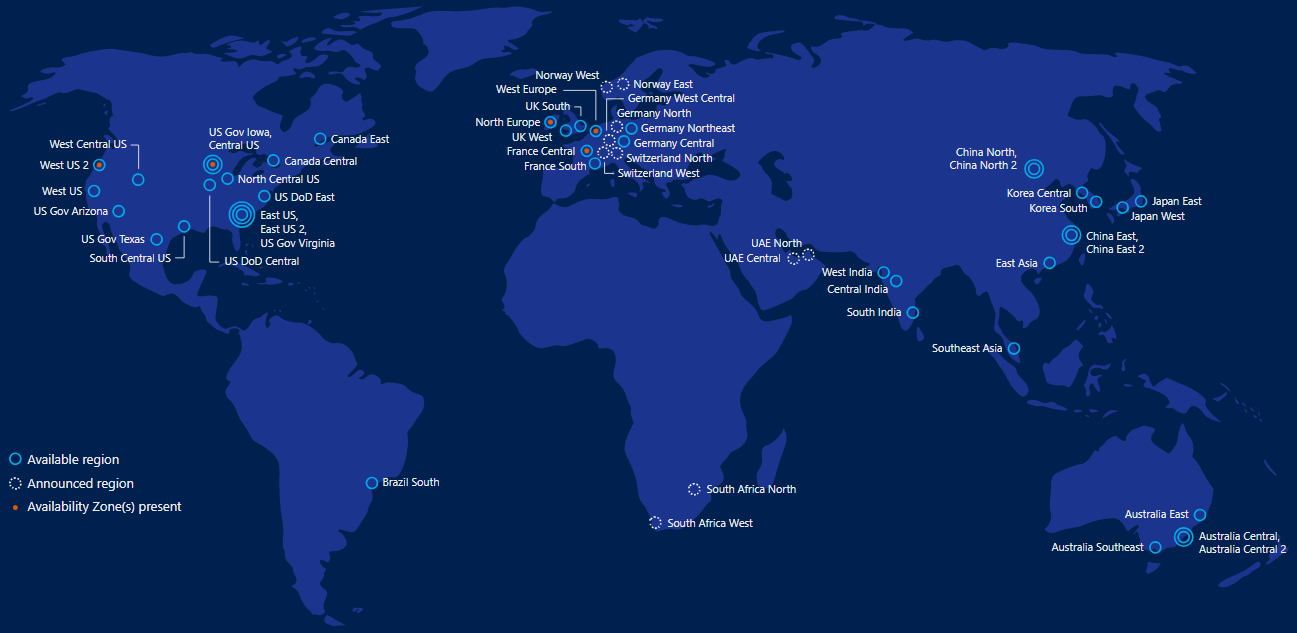 Norway West
Norway East
West Europe
Germany West Central
UK South
Germany North
North Europe
Germany Northeast
UK West
Germany Central
France Central
Switzerland North
France South
Switzerland West
US Gov Iowa,
Central US
Canada East
West Central US
Canada Central
West US 2
North Central US
West US
US DoD East
US Gov Arizona
East US,
East US 2,
US Gov Virginia
US Gov Texas
South Central US
US DoD Central
China North,
China North 2
Korea Central
Korea South
Japan East
Japan West
China East,
China East 2
East Asia
UAE North
UAE Central
West India
Central India
South India
Southeast Asia
Available region
Announced region
Availability Zone(s) present
Brazil South
South Africa North
South Africa West
Australia East
Australia Central,
Australia Central 2
Australia Southeast